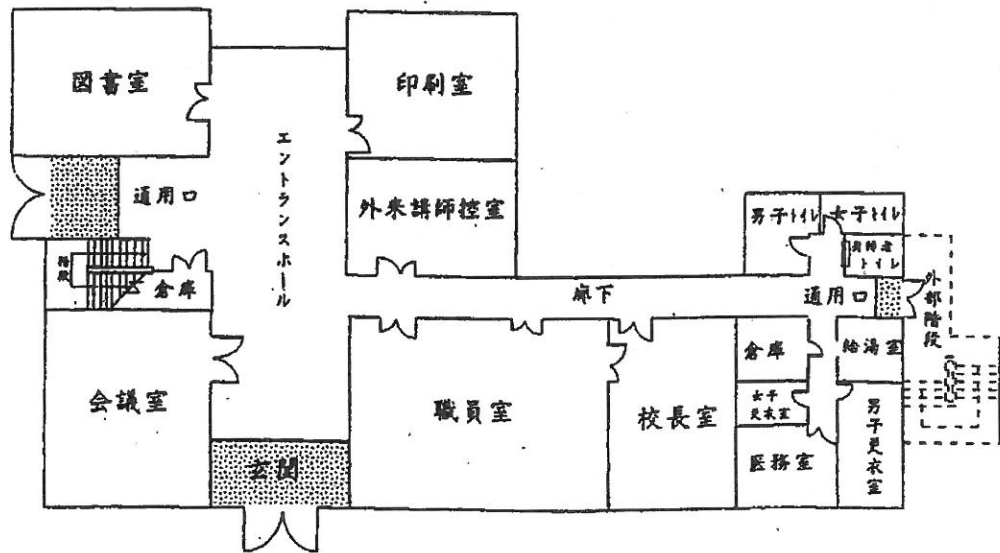 図書室
印刷室
エントランスホール
通用口
外来講師控室
男子トイレ
女子トイレ
身障者
トイレ
階段
倉庫
廊下
通用口
外部階段
会議室
職員室
校長室
倉庫
給湯室
女子
更衣室
医務室
男子更衣室
玄関